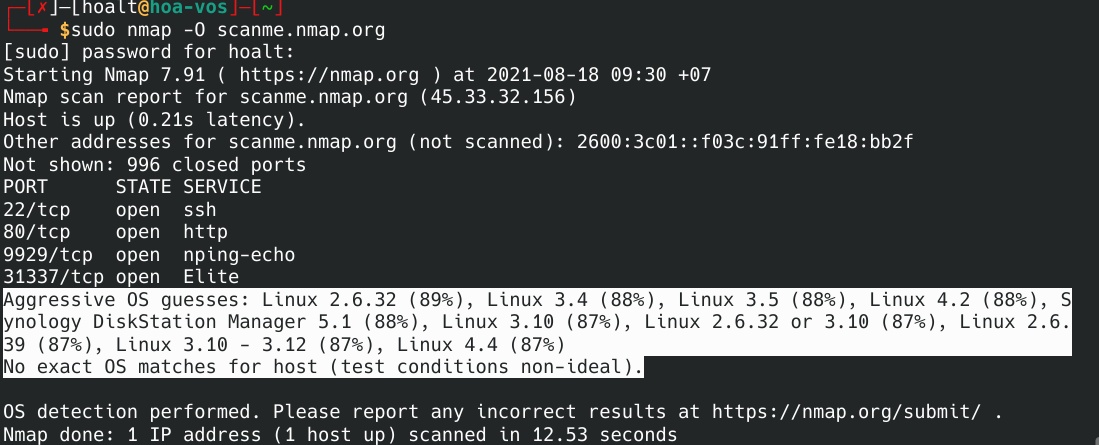 ┌─[✗]─[hoalt@hoa-vos]─[~]
└──╼ $sudo nmap -O scanme.nmap.org
[sudo] password for hoalt:
Starting Nmap 7.91 ( https://nmap.org ) at 2021-08-18 09:30 +07
Nmap scan report for scanme.nmap.org (45.33.32.156)
Host is up (0.21s latency).
Other addresses for scanme.nmap.org (not scanned): 2600:3c01::f03c:91ff:fe18:bb2f
Not shown: 996 closed ports
PORT      STATE SERVICE
22/tcp    open  ssh
80/tcp    open  http
9929/tcp  open  nping-echo
31337/tcp open  Elite
Aggressive OS guesses: Linux 2.6.32 (89%), Linux 3.4 (88%), Linux 3.5 (88%), Linux 4.2 (88%), S
ynology DiskStation Manager 5.1 (88%), Linux 3.10 (87%), Linux 2.6.32 or 3.10 (87%), Linux 2.6.
39 (87%), Linux 3.10 - 3.12 (87%), Linux 4.4 (87%)
No exact OS matches for host (test conditions non-ideal).
OS detection performed. Please report any incorrect results at https://nmap.org/submit/ .
Nmap done: 1 IP address (1 host up) scanned in 12.53 seconds